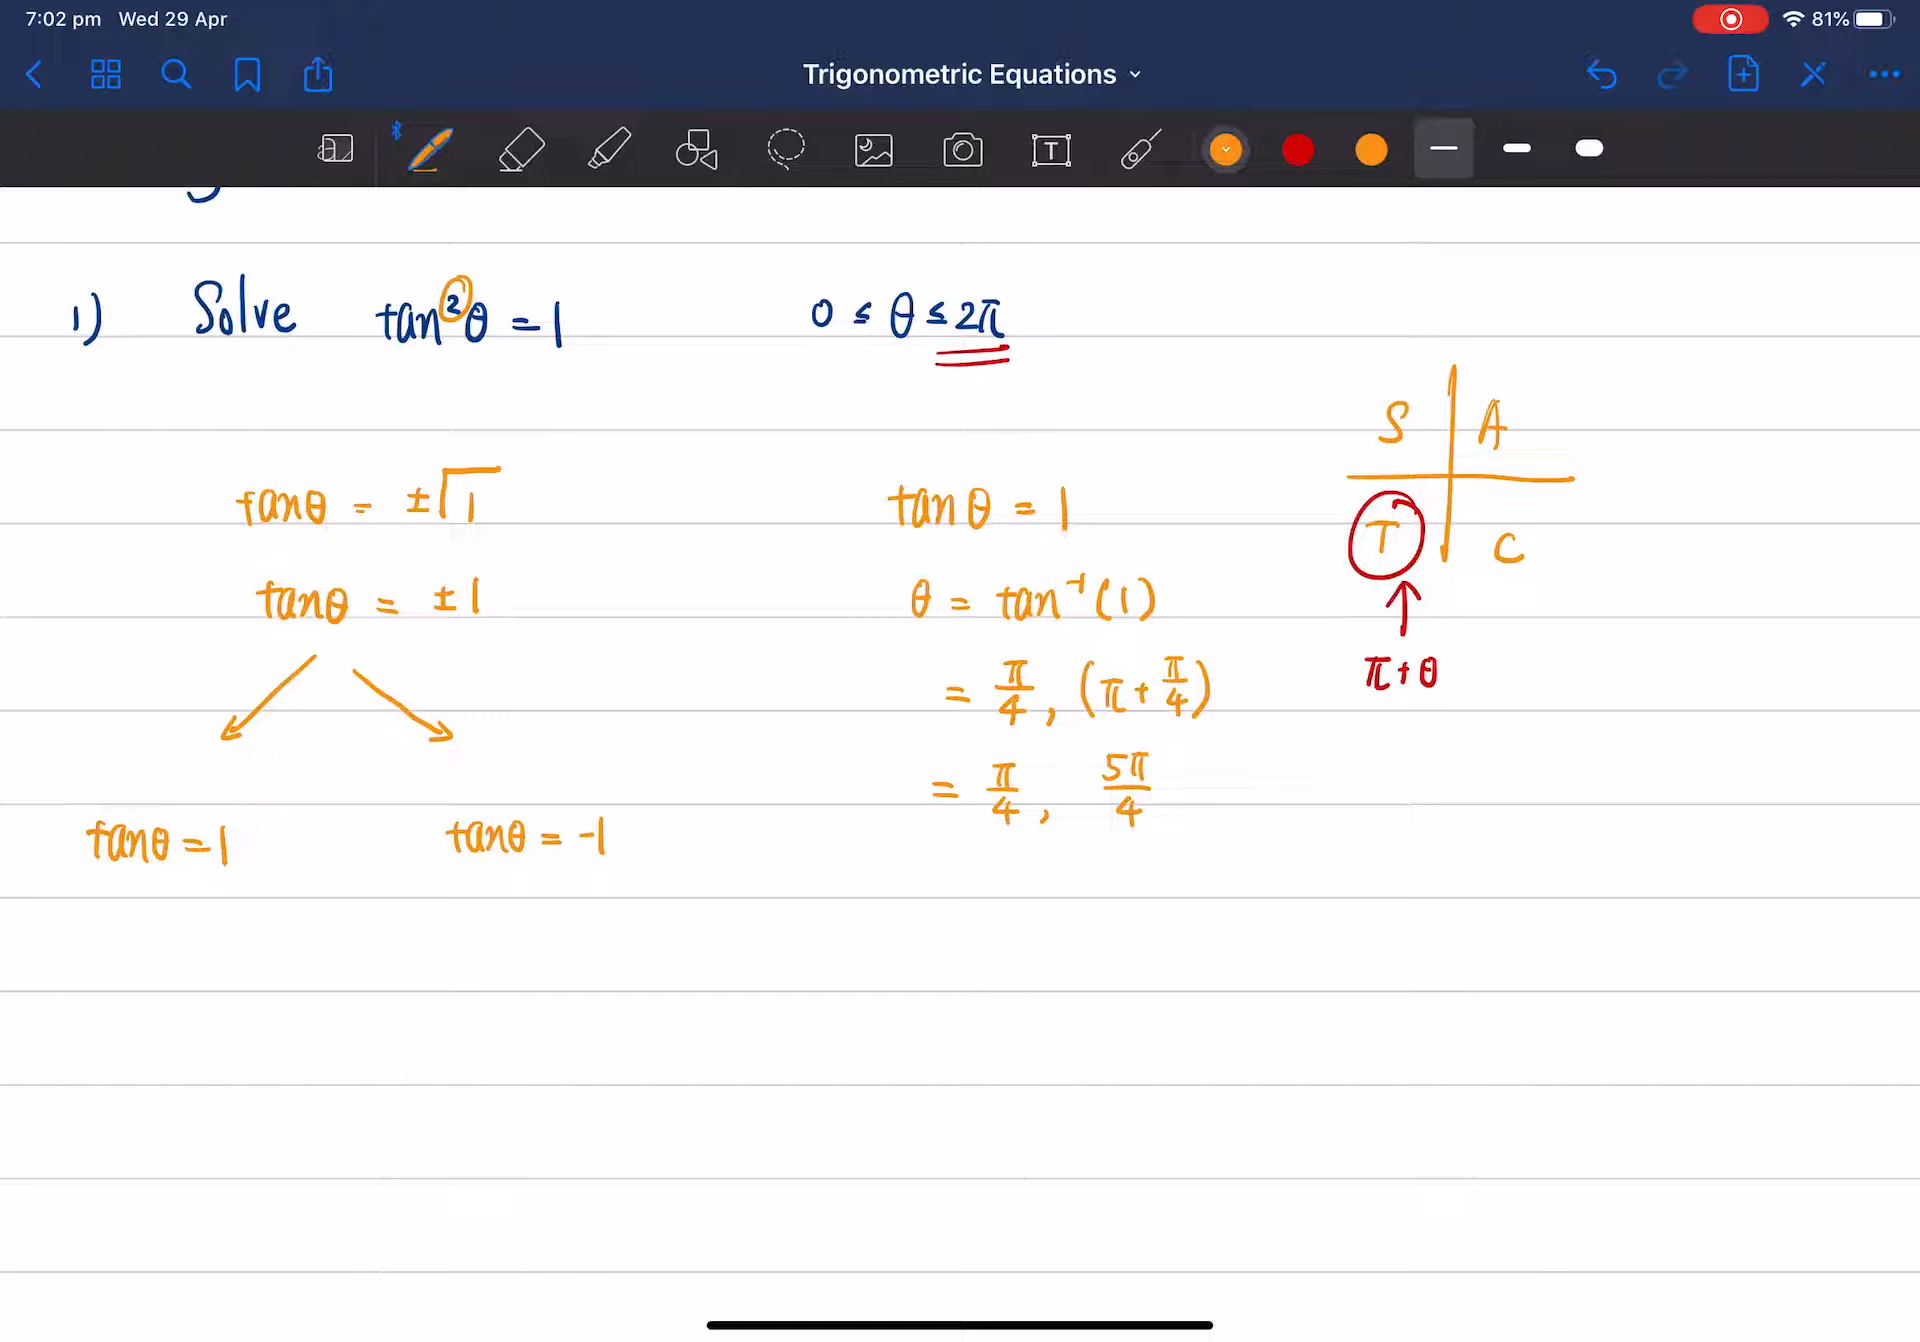 7:02 pm Wed 29 Apr 81%
Trigonometric Equations
T
1) Solve tan²θ = 1 0 ≤ θ ≤ 2π
S A
T C
π + θ
tanθ = ±√1
tanθ = ±1
tanθ = 1 tanθ = -1
tan θ = 1
θ = tan⁻¹(1)
= π/4, (π + π/4)
= π/4, 5π/4